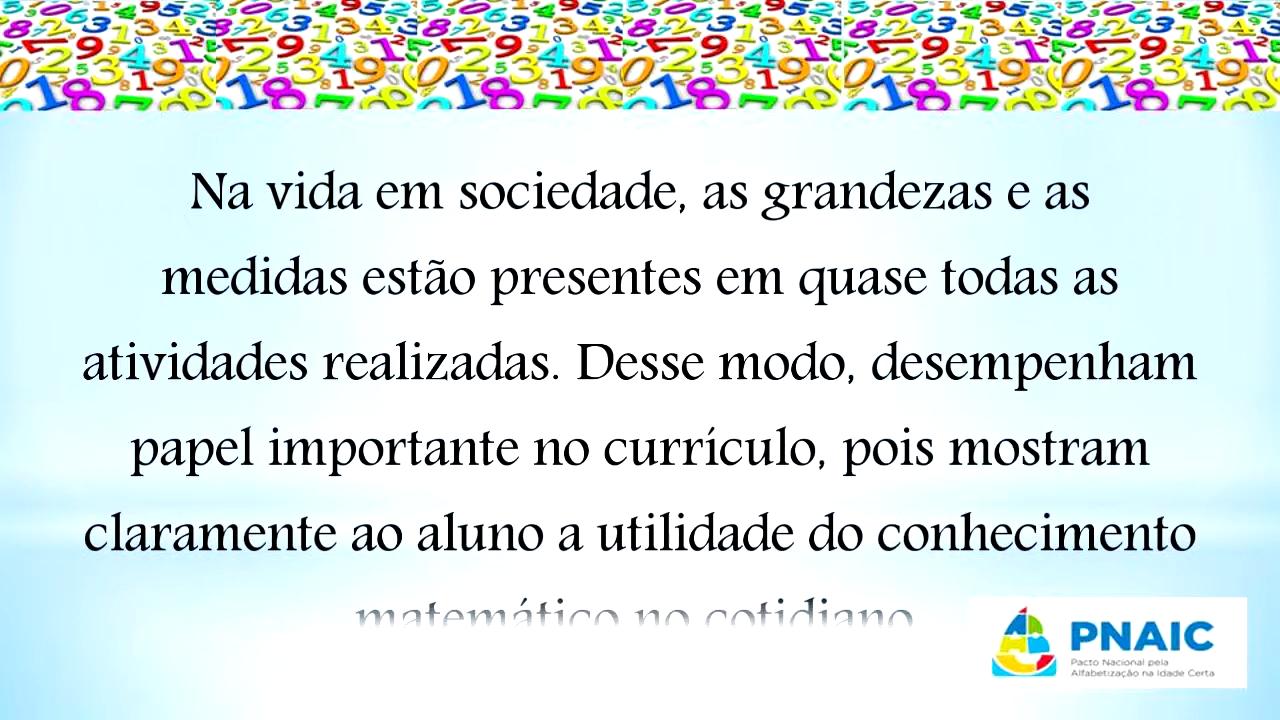 Na vida em sociedade, as grandezas e as
medidas estão presentes em quase todas as
atividades realizadas. Desse modo, desempenham
papel importante no currículo, pois mostram
claramente ao aluno a utilidade do conhecimento
matemático no cotidiano
PNAIC
Pacto Nacional pela
Alfabetização na Idade Certa